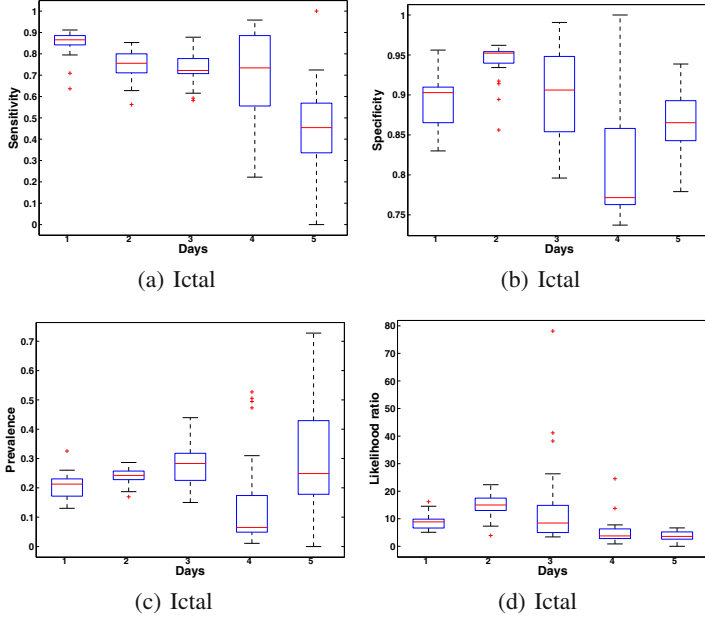 1
0.9
0.8
0.7
0.6
0.5
0.4
0.3
0.2
0.1
0
Sensitivity
1 2 3 4 5
Days
(a) Ictal
1
0.95
0.9
0.85
0.8
0.75
Specificity
1 2 3 4 5
Days
(b) Ictal
0.7
0.6
0.5
0.4
0.3
0.2
0.1
0
Prevalence
1 2 3 4 5
Days
(c) Ictal
80
70
60
50
40
30
20
10
0
Likelihood ratio
1 2 3 4 5
Days
(d) Ictal